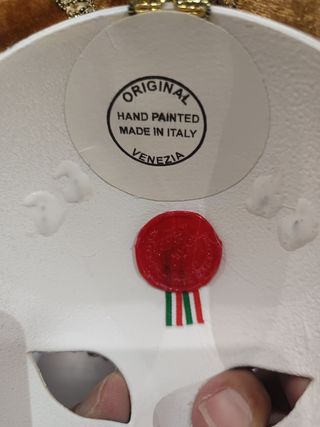 ORIGINAL
HAND PAINTED
MADE IN ITALY
VENEZIA